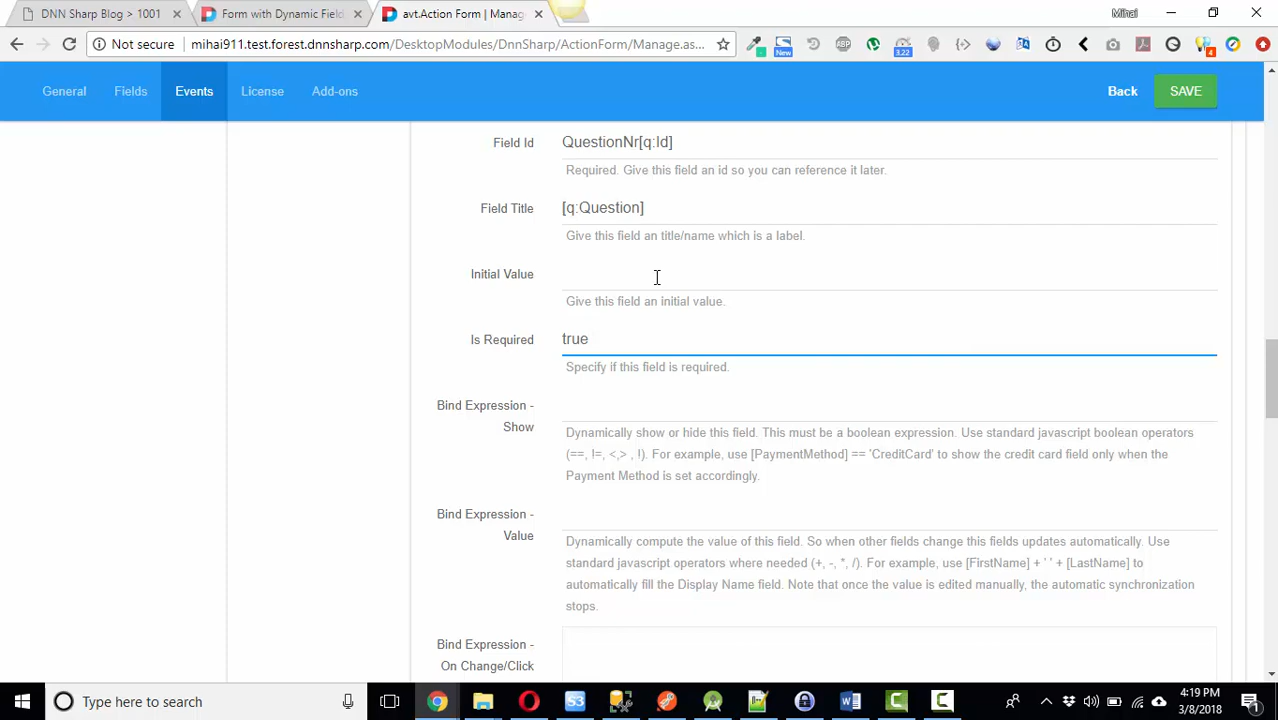 DNN Sharp Blog > 1001
Form with Dynamic Field
avt.Action Form | Manag
Mihai
Not secure
mihai911.test.forest.dnnsharp.com/DesktopModules/DnnSharp/ActionForm/Manage.as...
New
ABP
3.22
4
General
Fields
Events
License
Add-ons
Back
SAVE
Field Id
QuestionNr[q:Id]
Required. Give this field an id so you can reference it later.
Field Title
[q:Question]
Give this field an title/name which is a label.
Initial Value
Give this field an initial value.
Is Required
true
Specify if this field is required.
Bind Expression -
Show
Dynamically show or hide this field. This must be a boolean expression. Use standard javascript boolean operators
(==, !=, <,> , !). For example, use [PaymentMethod] == 'CreditCard' to show the credit card field only when the
Payment Method is set accordingly.
Bind Expression -
Value
Dynamically compute the value of this field. So when other fields change this fields updates automatically. Use
standard javascript operators where needed (+, -, *, /). For example, use [FirstName] + ' ' + [LastName] to
automatically fill the Display Name field. Note that once the value is edited manually, the automatic synchronization
stops.
Bind Expression -
On Change/Click
Type here to search
S3
4:19 PM
3/8/2018
1